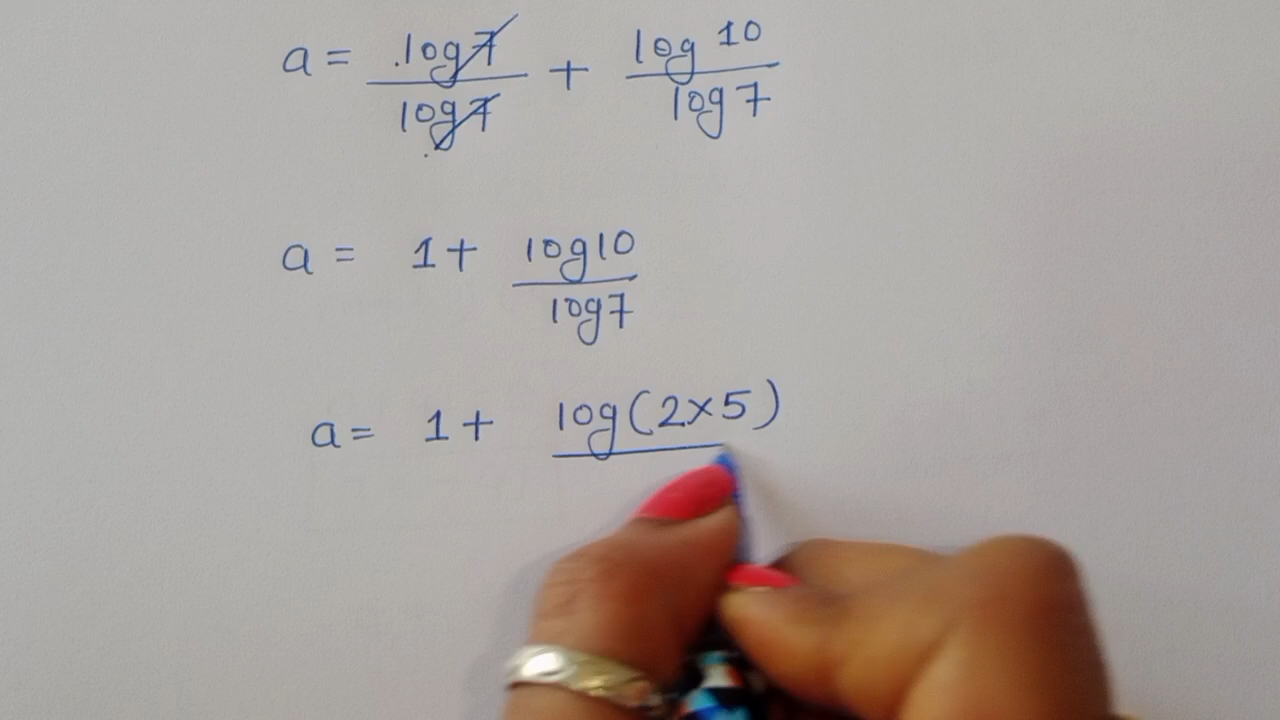 a = log7/log7 + log 10/log 7
a = 1 + log10/log7
a = 1 + log(2×5)